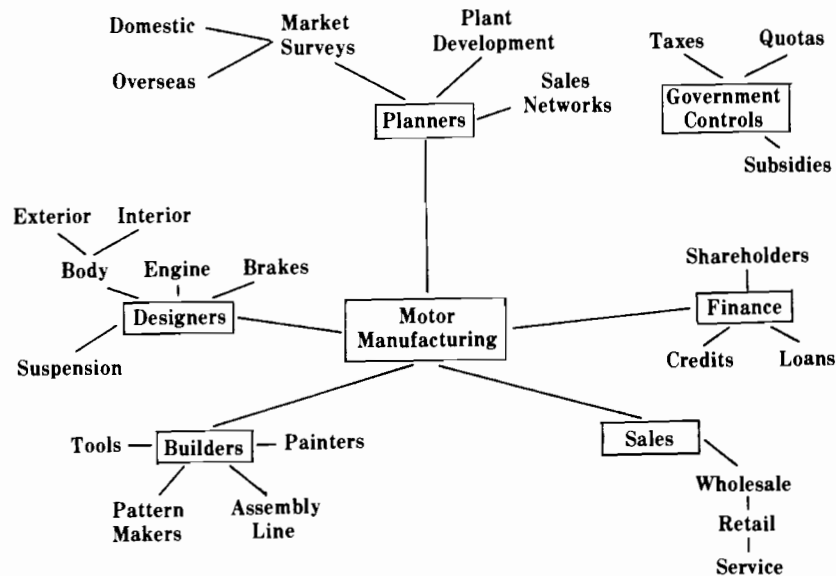 Domestic
Overseas
Market
Surveys
Plant
Development
Sales
Networks
Planners
Taxes
Quotas
Government
Controls
Subsidies
Exterior
Interior
Body
Engine
Brakes
Designers
Suspension
Motor
Manufacturing
Shareholders
Finance
Credits
Loans
Tools
Builders
Painters
Pattern
Makers
Assembly
Line
Sales
Wholesale
Retail
Service